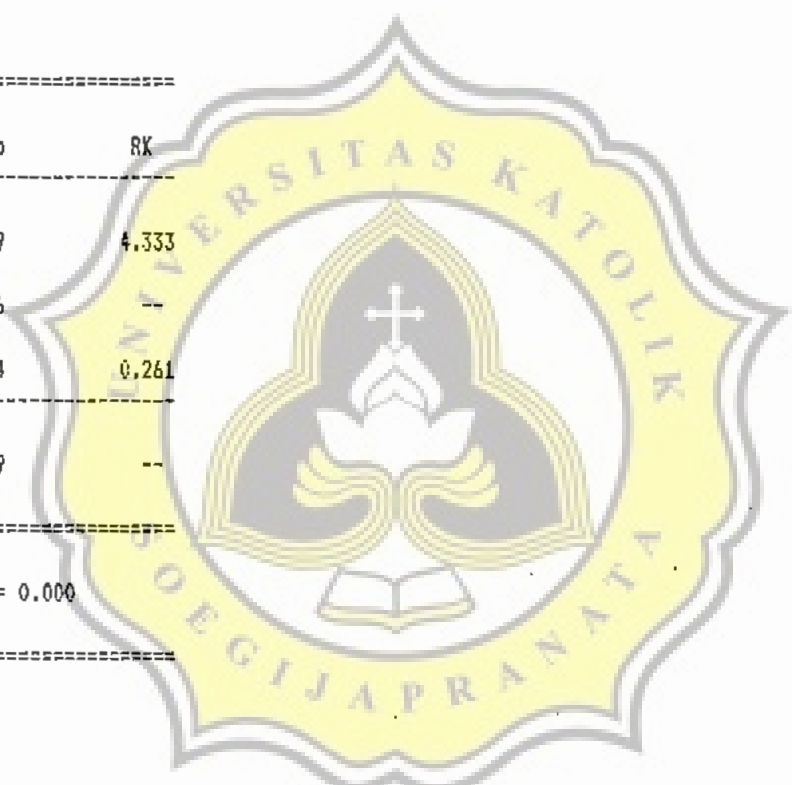 RK
4.333
--
0.261
--
= 0.000
UNIVERSITAS KATOLIK
SOEGIJAPRANATA